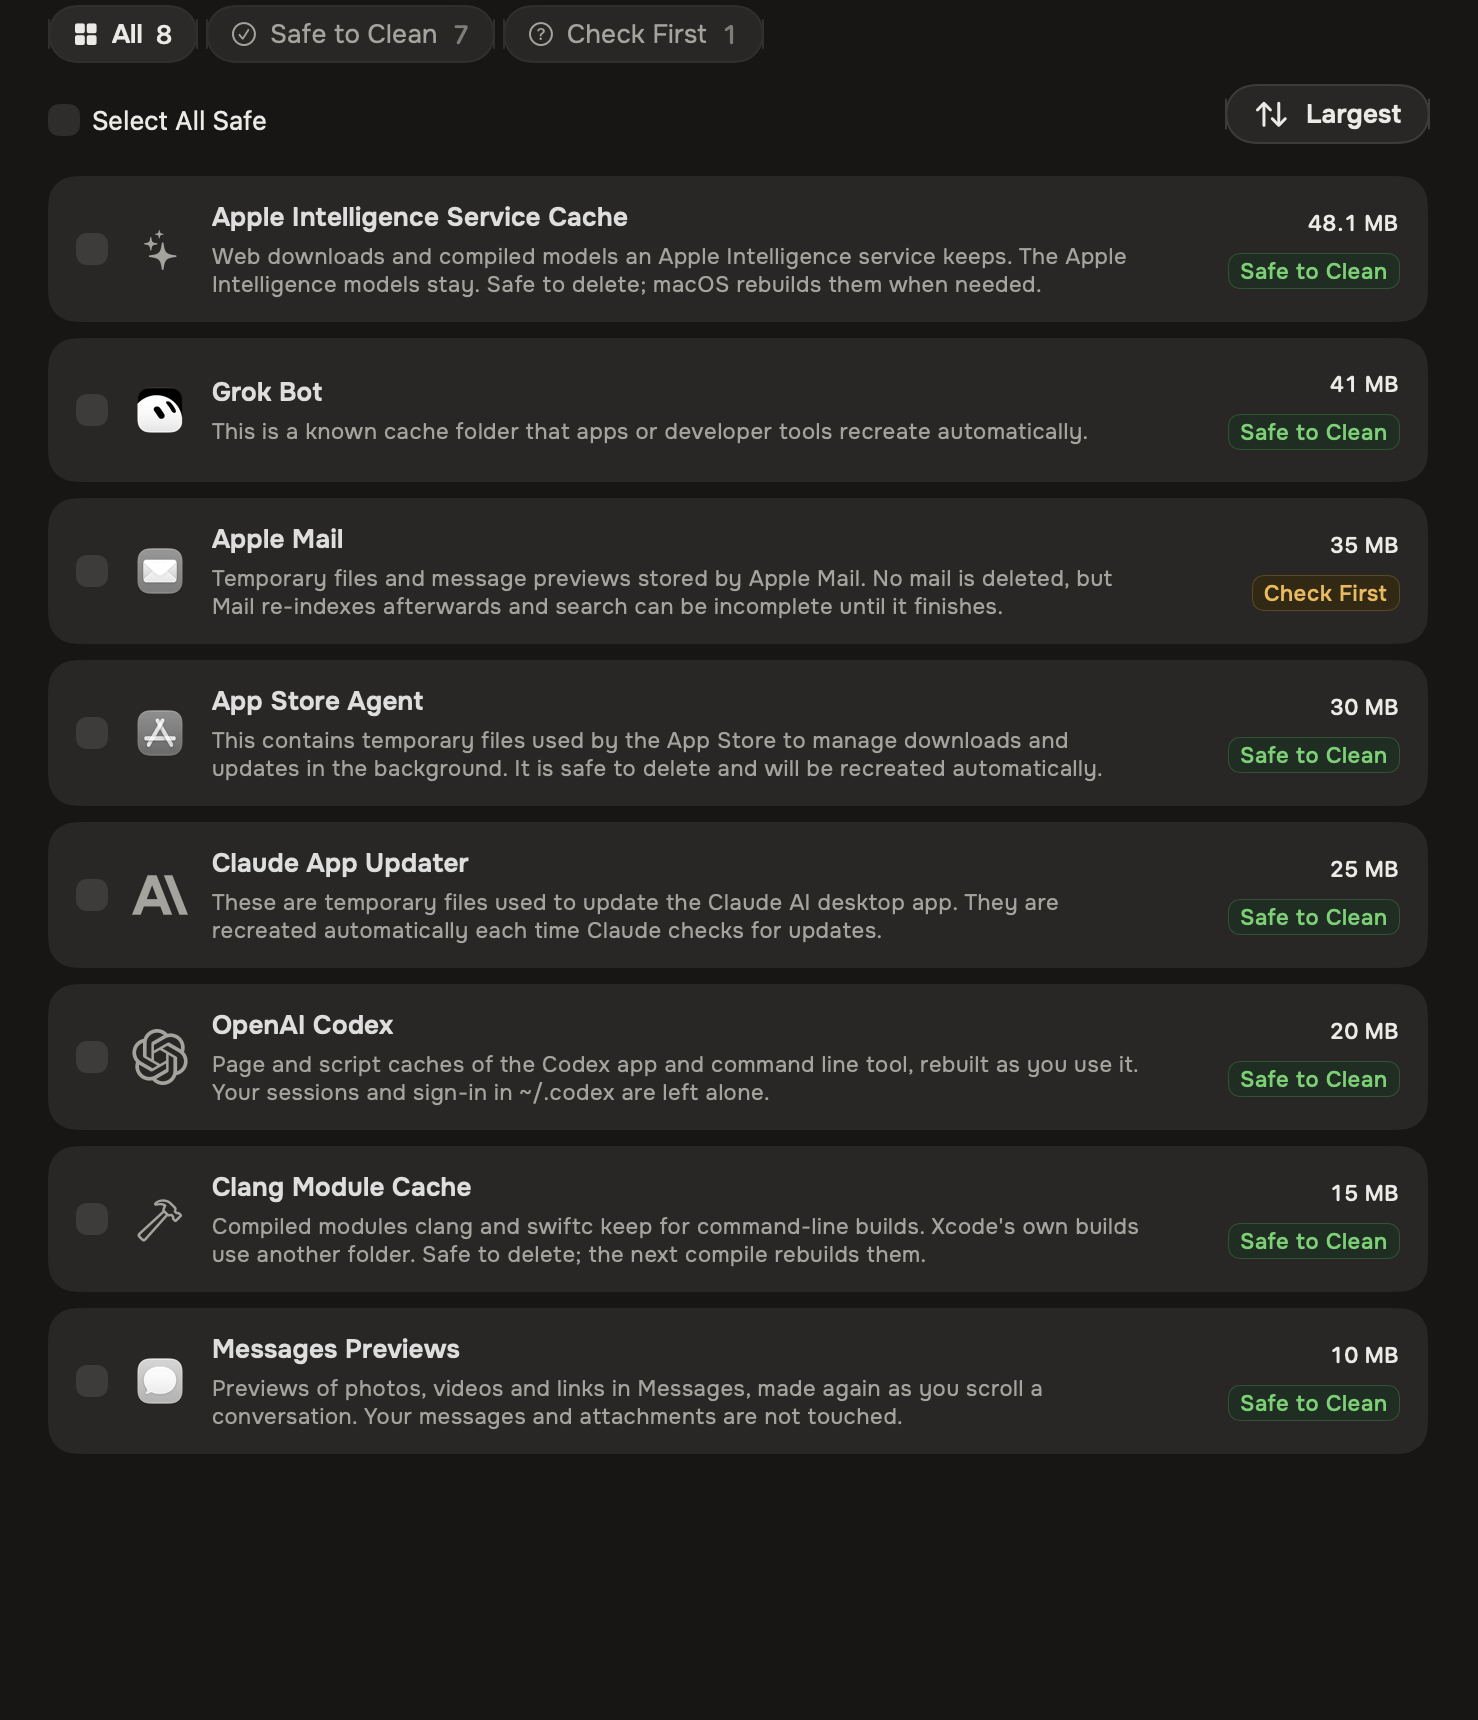 All 8 Safe to Clean 7 Check First 1
Select All Safe
Largest
Apple Intelligence Service Cache
48.1 MB
Web downloads and compiled models an Apple Intelligence service keeps. The Apple
Intelligence models stay. Safe to delete; macOS rebuilds them when needed.
Safe to Clean
Grok Bot
41 MB
This is a known cache folder that apps or developer tools recreate automatically.
Safe to Clean
Apple Mail
35 MB
Temporary files and message previews stored by Apple Mail. No mail is deleted, but
Mail re-indexes afterwards and search can be incomplete until it finishes.
Check First
App Store Agent
30 MB
This contains temporary files used by the App Store to manage downloads and
updates in the background. It is safe to delete and will be recreated automatically.
Safe to Clean
Claude App Updater
25 MB
These are temporary files used to update the Claude AI desktop app. They are
recreated automatically each time Claude checks for updates.
Safe to Clean
OpenAI Codex
20 MB
Page and script caches of the Codex app and command line tool, rebuilt as you use it.
Your sessions and sign-in in ~/.codex are left alone.
Safe to Clean
Clang Module Cache
15 MB
Compiled modules clang and swiftc keep for command-line builds. Xcode's own builds
use another folder. Safe to delete; the next compile rebuilds them.
Safe to Clean
Messages Previews
10 MB
Previews of photos, videos and links in Messages, made again as you scroll a
conversation. Your messages and attachments are not touched.
Safe to Clean